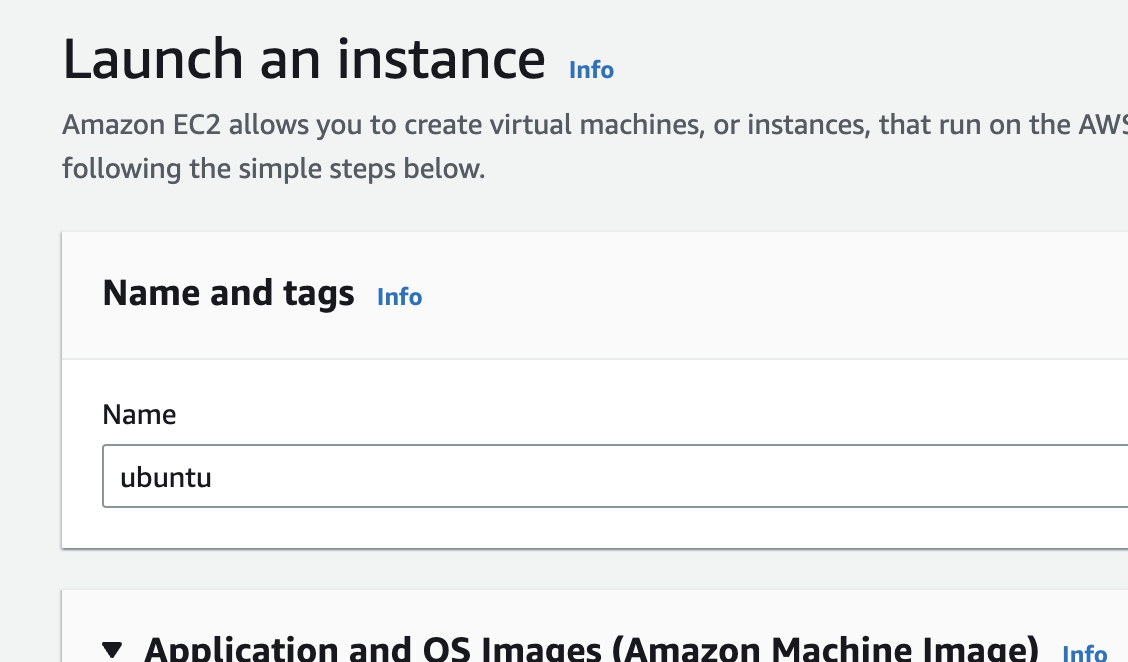 Launch an instance Info
Amazon EC2 allows you to create virtual machines, or instances, that run on the AWS
following the simple steps below.
Name and tags Info
Name
ubuntu
Application and OS Images (Amazon Machine Image) Info